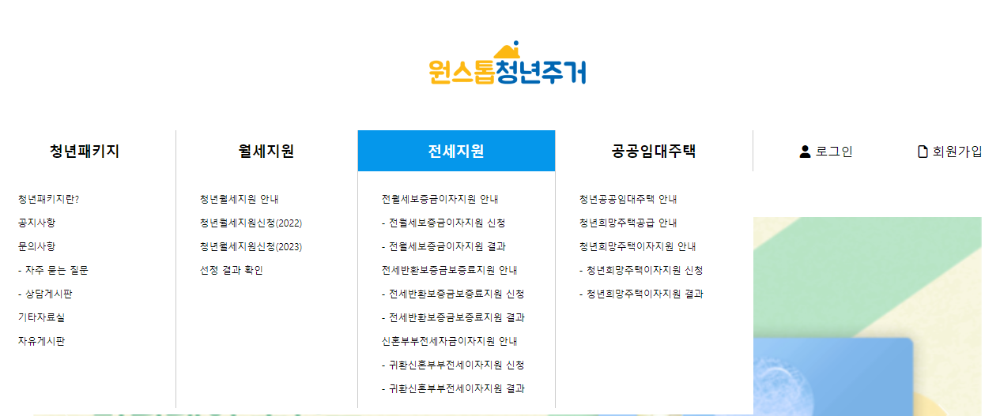 원스톱청년주거
청년패키지
월세지원
전세지원
공공임대주택
로그인
회원가입
청년패키지란?
공지사항
문의사항
- 자주 묻는 질문
- 상담게시판
기타자료실
자유게시판
청년월세지원 안내
청년월세지원신청(2022)
청년월세지원신청(2023)
선정 결과 확인
전월세보증금이자지원 안내
- 전월세보증금이자지원 신청
- 전월세보증금이자지원 결과
전세반환보증금보증료지원 안내
- 전세반환보증금보증료지원 신청
- 전세반환보증금보증료지원 결과
신혼부부전세자금이자지원 안내
- 귀환신혼부부전세이자지원 신청
- 귀환신혼부부전세이자지원 결과
청년공공임대주택 안내
청년희망주택공급 안내
청년희망주택이자지원 안내
- 청년희망주택이자지원 신청
- 청년희망주택이자지원 결과